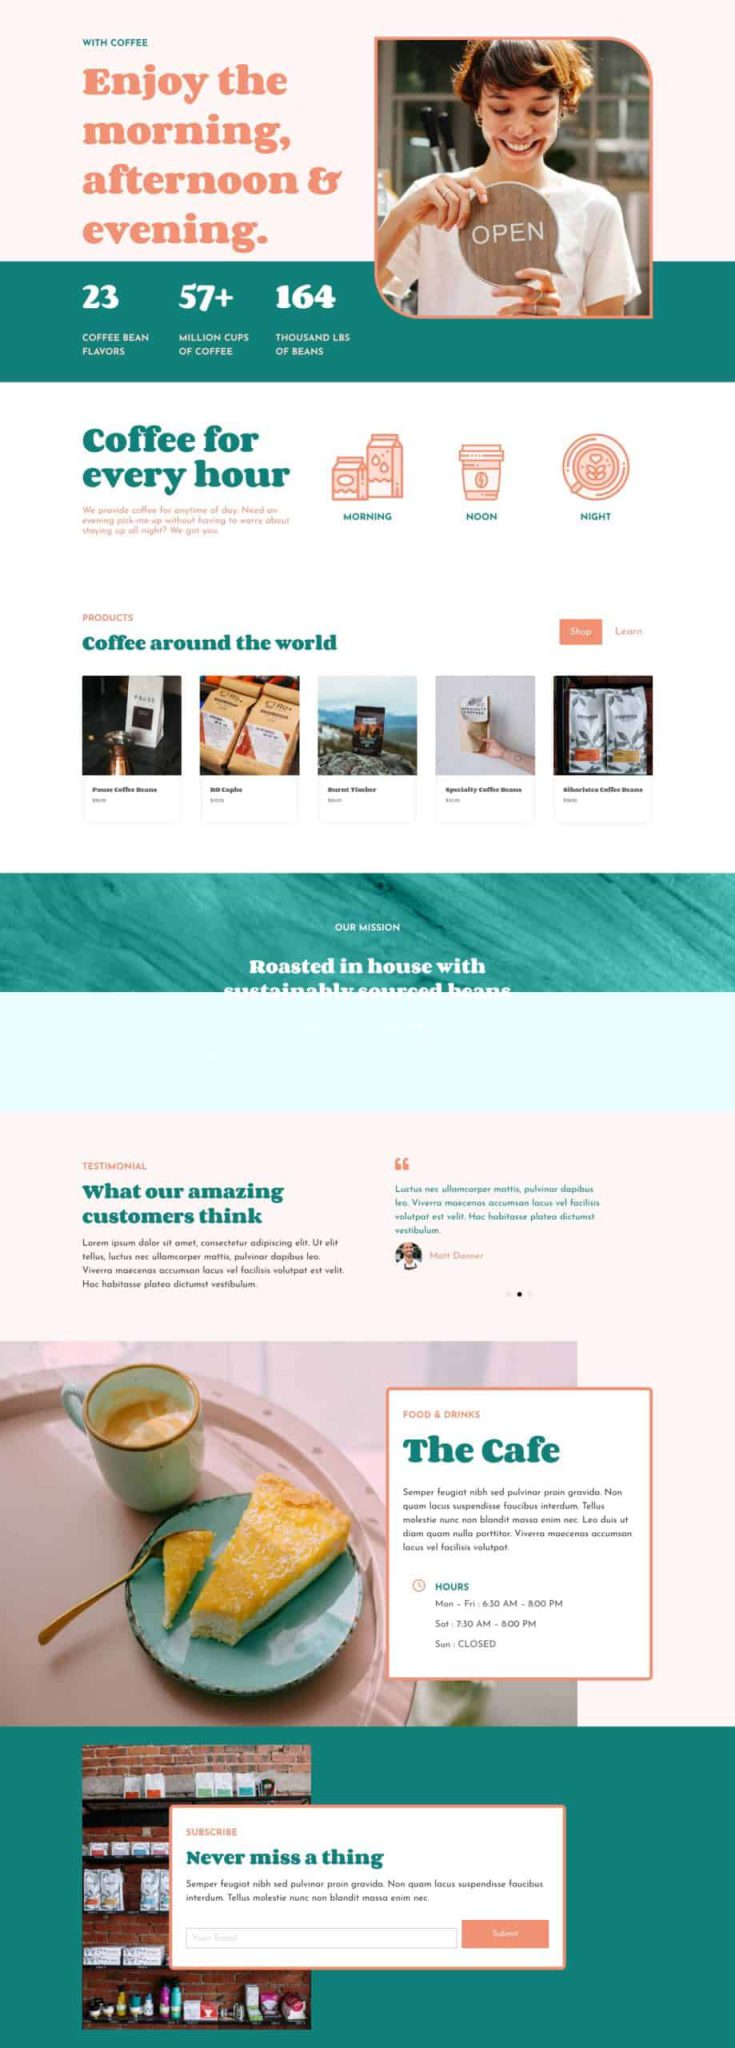 WITH COFFEE
Enjoy the
morning,
afternoon &
evening.
OPEN
23
COFFEE BEAN
FLAVORS
57+
MILLION CUPS
OF COFFEE
164
THOUSAND LBS
OF BEANS
Coffee for
every hour
We provide coffee for anytime of day. Need an
evening pick-me-up without having to worry about
staying up all night? We got you.
MORNING
NOON
NIGHT
PRODUCTS
Coffee around the world
Shop
Learn
PAUSE
Pause Coffee Beans
RO Caphe
Burnt Timber
Specialty Coffee Beans
Siboristca Coffee Beans
OUR MISSION
Roasted in house with
sustainably sourced beans
TESTIMONIAL
What our amazing
customers think
Lorem ipsum dolor sit amet, consectetur adipiscing elit. Ut elit
tellus, luctus nec ullamcorper mattis, pulvinar dapibus leo.
Viverra maecenas accumsan lacus vel facilisis volutpat est velit.
Hac habitasse platea dictumst vestibulum.
“
Luctus nec ullamcorper mattis, pulvinar dapibus
leo. Viverra maecenas accumsan lacus vel facilisis
volutpat est velit. Hac habitasse platea dictumst
vestibulum.
Matt Danner
FOOD & DRINKS
The Cafe
Semper feugiat nibh sed pulvinar proin gravida. Non
quam lacus suspendisse faucibus interdum. Tellus
molestie nunc non blandit massa enim nec. Leo duis ut
diam quam nulla porttitor. Viverra maecenas accumsan
lacus vel facilisis volutpat.
HOURS
Mon – Fri : 6:30 AM – 8:00 PM
Sat : 7:30 AM – 8:00 PM
Sun : CLOSED
SUBSCRIBE
Never miss a thing
Semper feugiat nibh sed pulvinar proin gravida. Non quam lacus suspendisse faucibus
interdum. Tellus molestie nunc non blandit massa enim nec.
Your Email
Submit